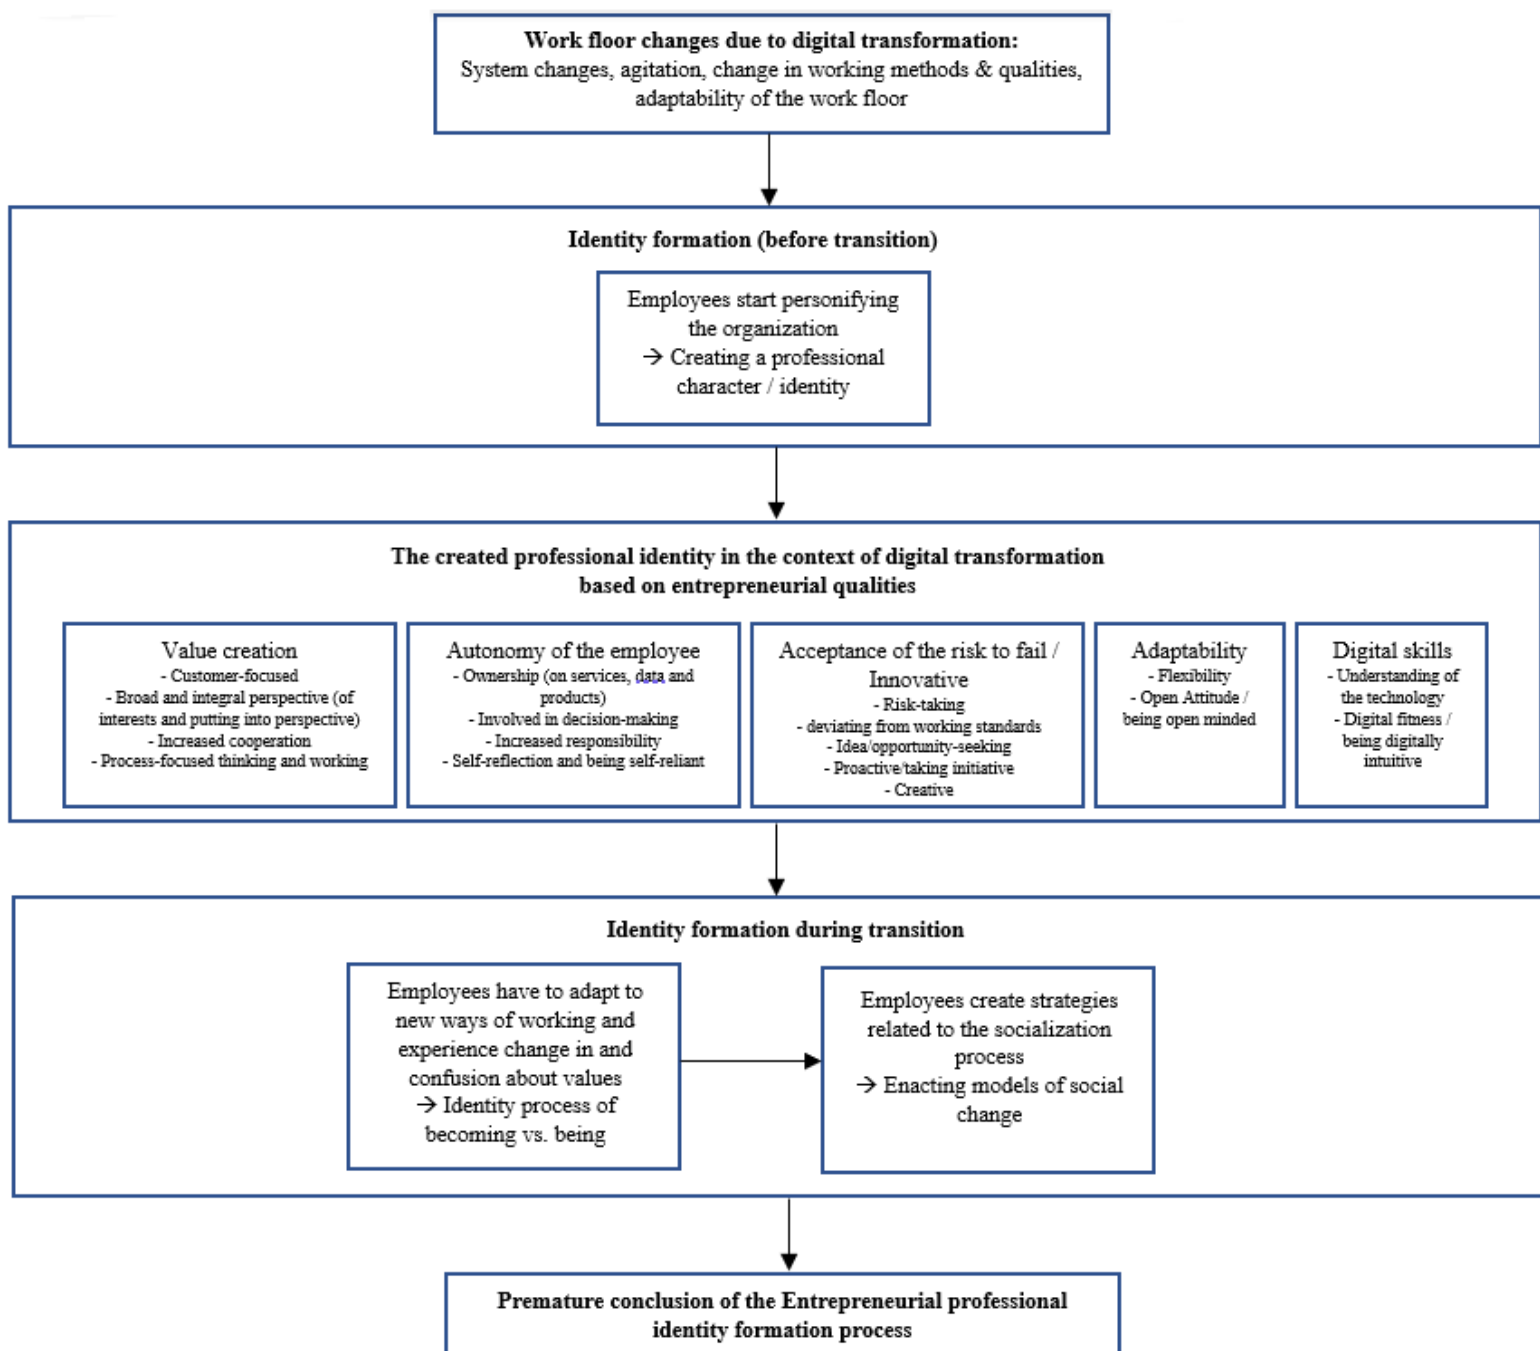 Work floor changes due to digital transformation:
System changes, agitation, change in working methods & qualities,
adaptability of the work floor
Identity formation (before transition)
Employees start personifying
the organization
→ Creating a professional
character / identity
The created professional identity in the context of digital transformation
based on entrepreneurial qualities
Value creation
- Customer-focused
- Broad and integral perspective (of
interests and putting into perspective)
- Increased cooperation
- Process-focused thinking and working
Autonomy of the employee
- Ownership (on services, data and
products)
- Involved in decision-making
- Increased responsibility
- Self-reflection and being self-reliant
Acceptance of the risk to fail /
Innovative
- Risk-taking
- deviating from working standards
- Idea/opportunity-seeking
- Proactive/taking initiative
- Creative
Adaptability
- Flexibility
- Open Attitude /
being open minded
Digital skills
- Understanding of
the technology
- Digital fitness /
being digitally
intuitive
Identity formation during transition
Employees have to adapt to
new ways of working and
experience change in and
confusion about values
→ Identity process of
becoming vs. being
Employees create strategies
related to the socialization
process
→ Enacting models of social
change
Premature conclusion of the Entrepreneurial professional
identity formation process